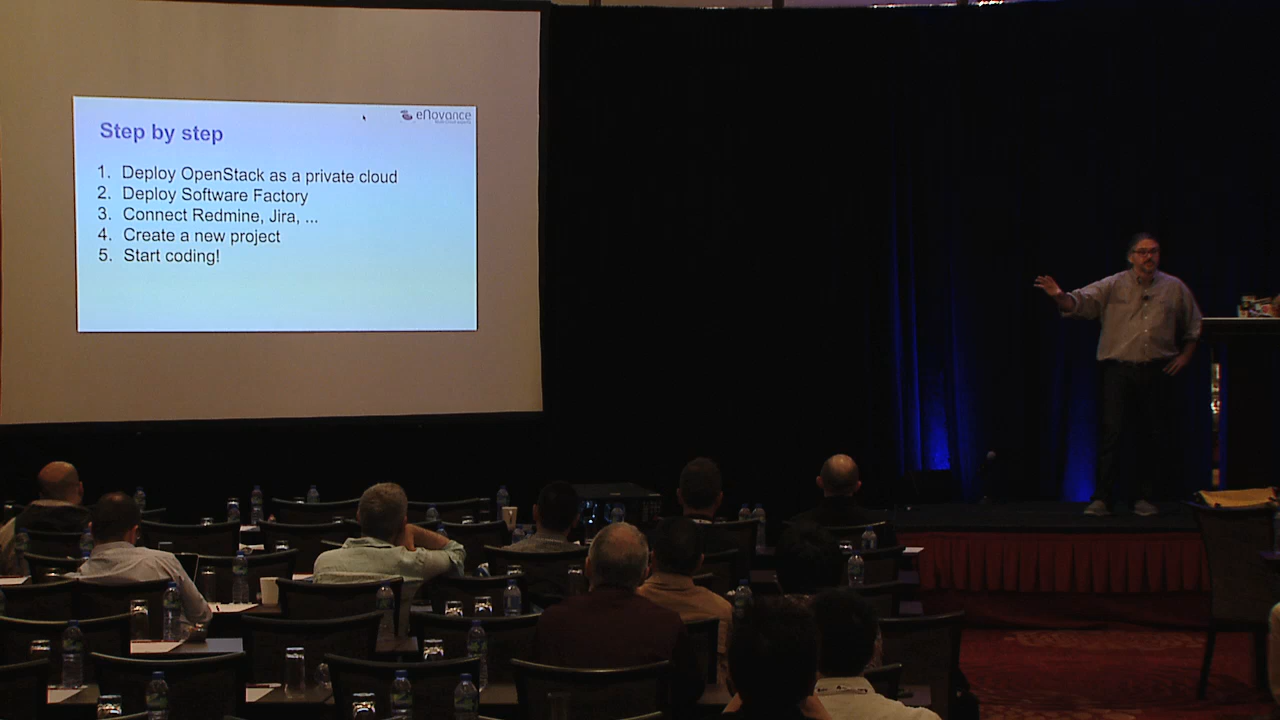 eNovance
Step by step
1. Deploy OpenStack as a private cloud
2. Deploy Software Factory
3. Connect Redmine, Jira, ...
4. Create a new project
5. Start coding!